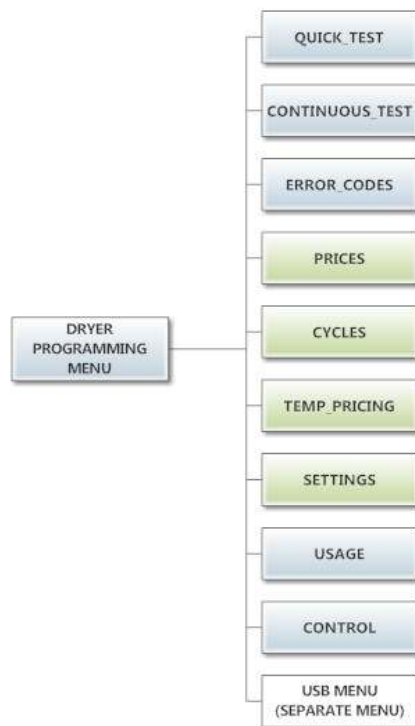 QUICK_TEST
CONTINUOUS_TEST
ERROR_CODES
PRICES
DRYER
PROGRAMMING
MENU
CYCLES
TEMP_PRICING
SETTINGS
USAGE
CONTROL
USB MENU
(SEPARATE MENU)